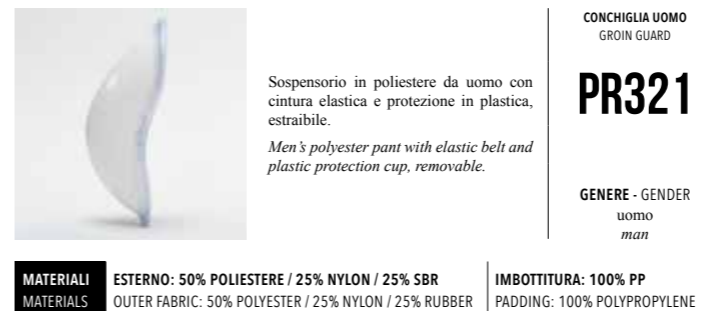 Sospensorio in poliestere da uomo con
cintura elastica e protezione in plastica,
estraibile.
Men's polyester pant with elastic belt and
plastic protection cup, removable.
CONCHIGLIA UOMO
GROIN GUARD
PR321
GENERE - GENDER
uomo
man
MATERIALI
MATERIALS
ESTERNO: 50% POLIESTERE / 25% NYLON / 25% SBR
OUTER FABRIC: 50% POLYESTER / 25% NYLON / 25% RUBBER
IMBOTTITURA: 100% PP
PADDING: 100% POLYPROPYLENE